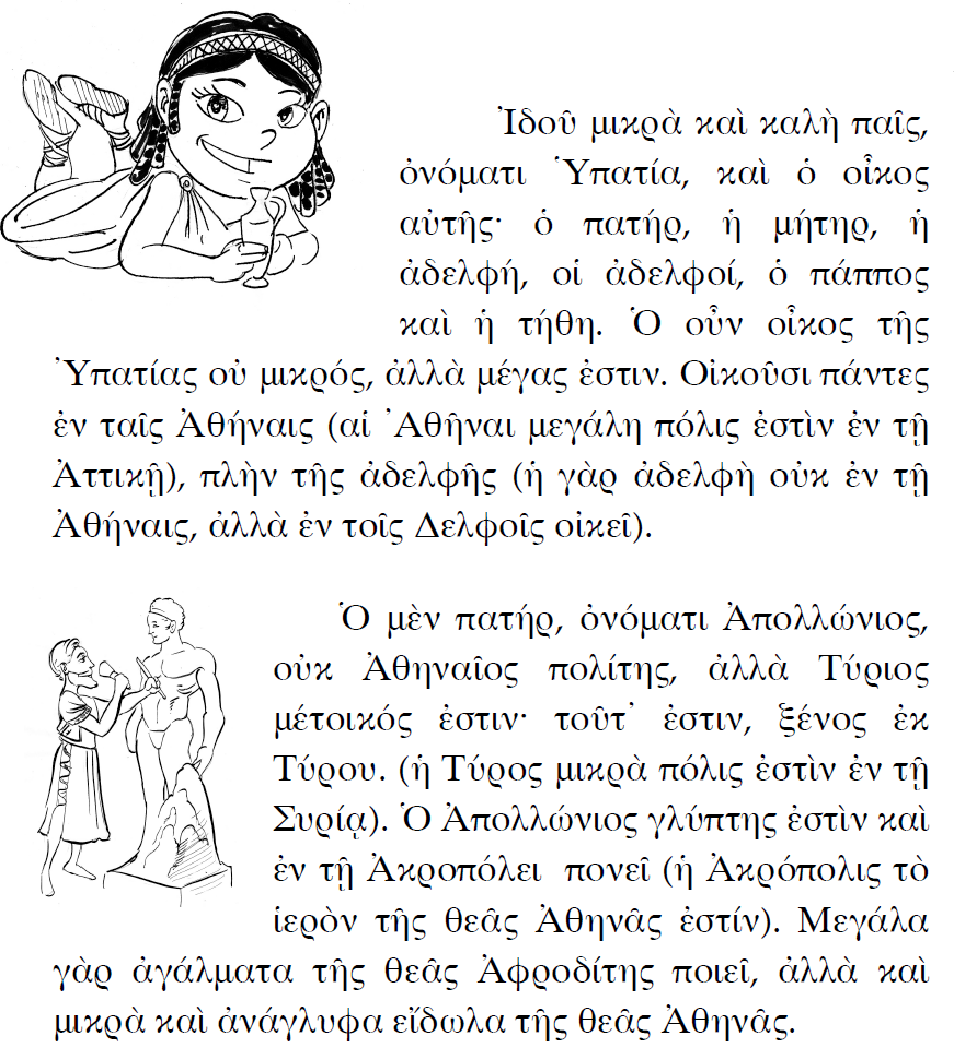 Ἰδοῦ μικρὰ καὶ καλὴ παῖς,
ὀνόματι Ὑπατία, καὶ ὁ οἶκος
αὐτῆς· ὁ πατήρ, ἡ μήτηρ, ἡ
ἀδελφή, οἱ ἀδελφοί, ὁ πάππος
καὶ ἡ τήθη. Ὁ οὖν οἶκος τῆς
Ὑπατίας οὐ μικρός, ἀλλὰ μέγας ἐστιν. Οἰκοῦσι πάντες
ἐν ταῖς Ἀθήναις (αἱ Ἀθῆναι μεγάλη πόλις ἐστὶν ἐν τῇ
Ἀττικῇ), πλὴν τῆς ἀδελφῆς (ἡ γὰρ ἀδελφὴ οὐκ ἐν τῇ
Ἀθήναις, ἀλλὰ ἐν τοῖς Δελφοῖς οἰκεῖ).
Ὁ μὲν πατήρ, ὀνόματι Ἀπολλώνιος,
οὐκ Ἀθηναῖος πολίτης, ἀλλὰ Τύριος
μέτοικός ἐστιν· τοῦτ᾿ ἐστιν, ξένος ἐκ
Τύρου. (ἡ Τύρος μικρὰ πόλις ἐστὶν ἐν τῇ
Συρίᾳ). Ὁ Ἀπολλώνιος γλύπτης ἐστὶν καὶ
ἐν τῇ Ἀκροπόλει πονεῖ (ἡ Ἀκρόπολις τὸ
ἱερὸν τῆς θεᾶς Ἀθηνᾶς ἐστίν). Μεγάλα
γὰρ ἀγάλματα τῆς θεᾶς Ἀφροδίτης ποιεῖ, ἀλλὰ καὶ
μικρὰ καὶ ἀνάγλυφα εἴδωλα τῆς θεᾶς Ἀθηνᾶς.